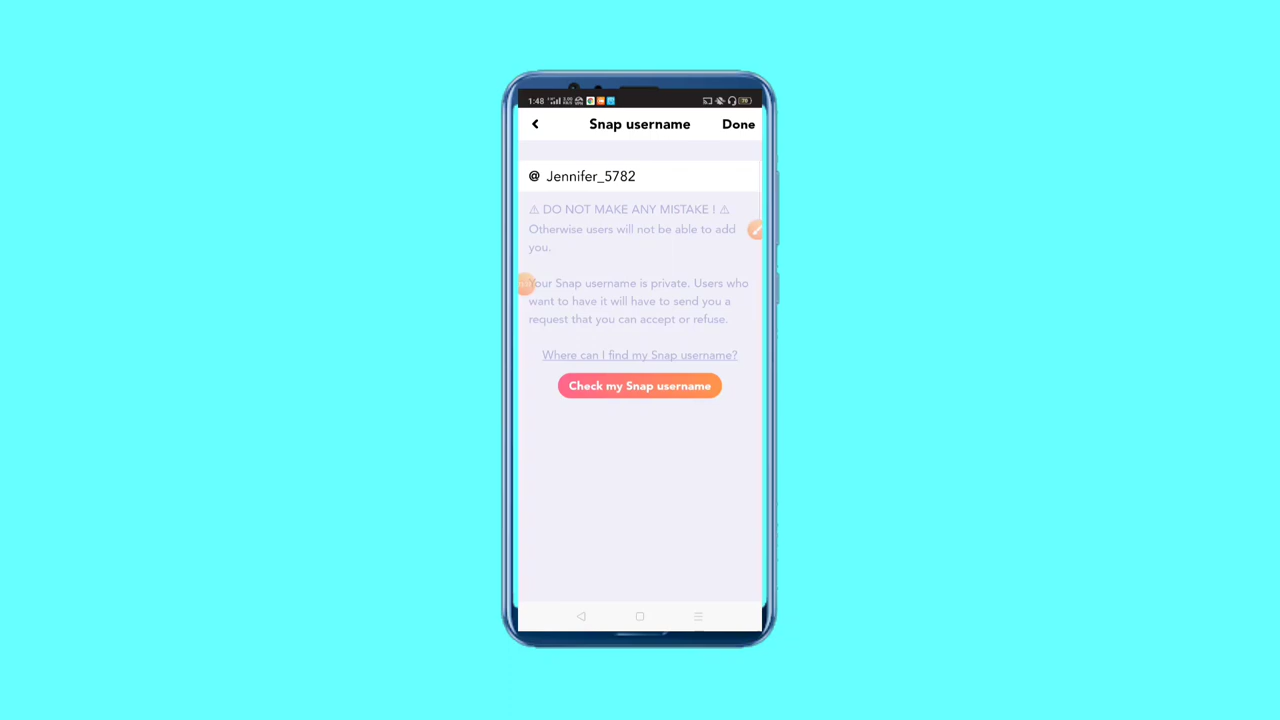 1:48
70
Snap username
Done
@ Jennifer_5782
⚠ DO NOT MAKE ANY MISTAKE ! ⚠
Otherwise users will not be able to add
you.
Your Snap username is private. Users who
want to have it will have to send you a
request that you can accept or refuse.
Where can I find my Snap username?
Check my Snap username